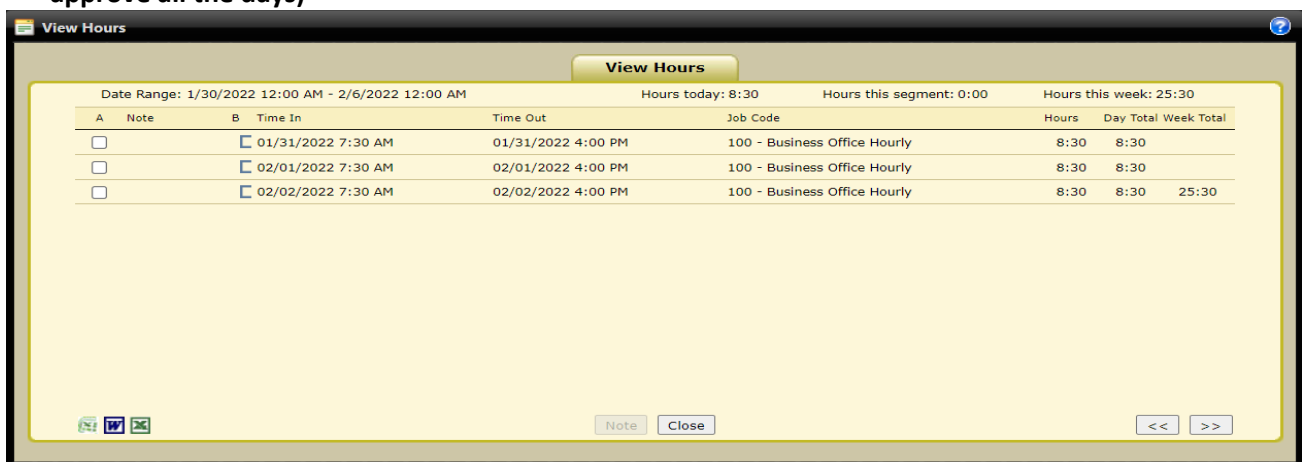 approve all the days)
View Hours
View Hours
Date Range: 1/30/2022 12:00 AM - 2/6/2022 12:00 AM Hours today: 8:30 Hours this segment: 0:00 Hours this week: 25:30
A Note B Time In Time Out Job Code Hours Day Total Week Total
01/31/2022 7:30 AM 01/31/2022 4:00 PM 100 - Business Office Hourly 8:30 8:30
02/01/2022 7:30 AM 02/01/2022 4:00 PM 100 - Business Office Hourly 8:30 8:30
02/02/2022 7:30 AM 02/02/2022 4:00 PM 100 - Business Office Hourly 8:30 8:30 25:30
Note Close << >>